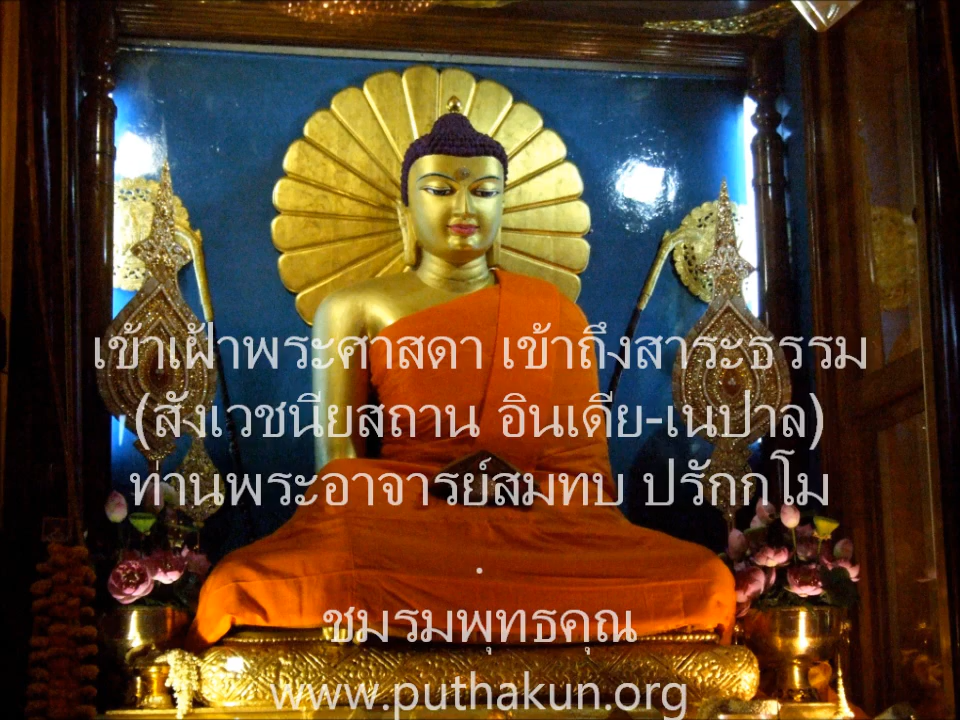 เข้าเฝ้าพระศาสดา เข้าถึงสาระธรรม
(สังเวชนียสถาน อินเดีย-เนปาล)
ท่านพระอาจารย์สมทบ ปรักกโม
.
ชมรมพุทธคุณ
www.puthakun.org